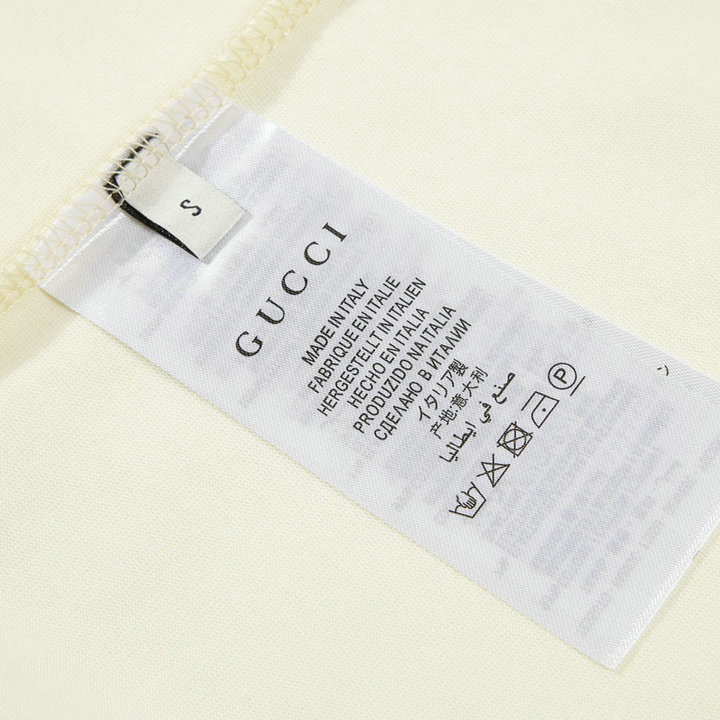 S
GUCCI
MADE IN ITALY
FABRIQUE EN ITALIE
HERGESTELLT IN ITALIEN
HECHO EN ITALIA
PRODUZIDO NA ITALIA
СДЕЛАНО В ИТАЛИИ
イタリア製
产地:意大利
صنع في ايطاليا
P